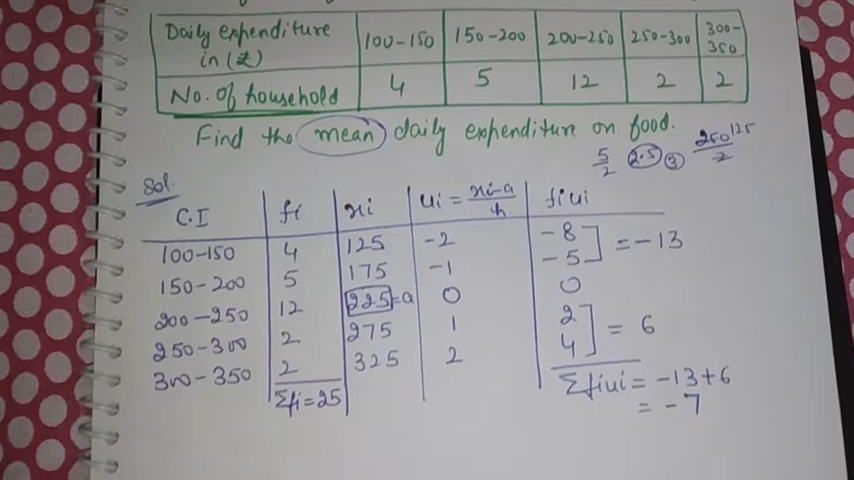 Daily expenditure in (₹) 100-150 150-200 200-250 250-300 300-350
No. of household 4 5 12 2 2
Find the mean daily expenditure on food.
5/2 2.5 3 250/2 125
Sol.
C.I fi xi ui = xi-a/h fiui
100-150 4 125 -2 -8
150-200 5 175 -1 -5 = -13
200-250 12 225=a 0 0
250-300 2 275 1 2
300-350 2 325 2 4 = 6
Σfi=25 Σfiui = -13+6
= -7